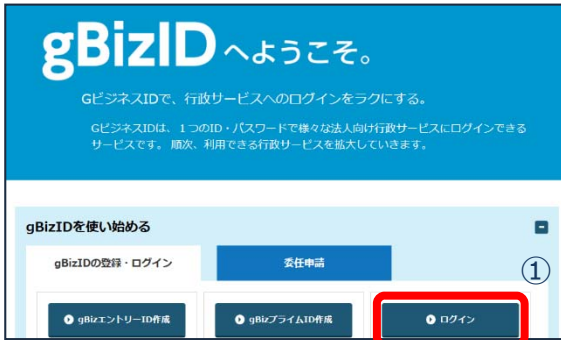 gBizIDへようこそ。
GビジネスIDで、行政サービスへのログインをラクにする。
GビジネスIDは、1つのID・パスワードで様々な法人向け行政サービスにログインできる
サービスです。 順次、利用できる行政サービスを拡大していきます。
gBizIDを使い始める
gBizIDの登録・ログイン
委任申請
①
gBizエントリーID作成
gBizプライムID作成
ログイン